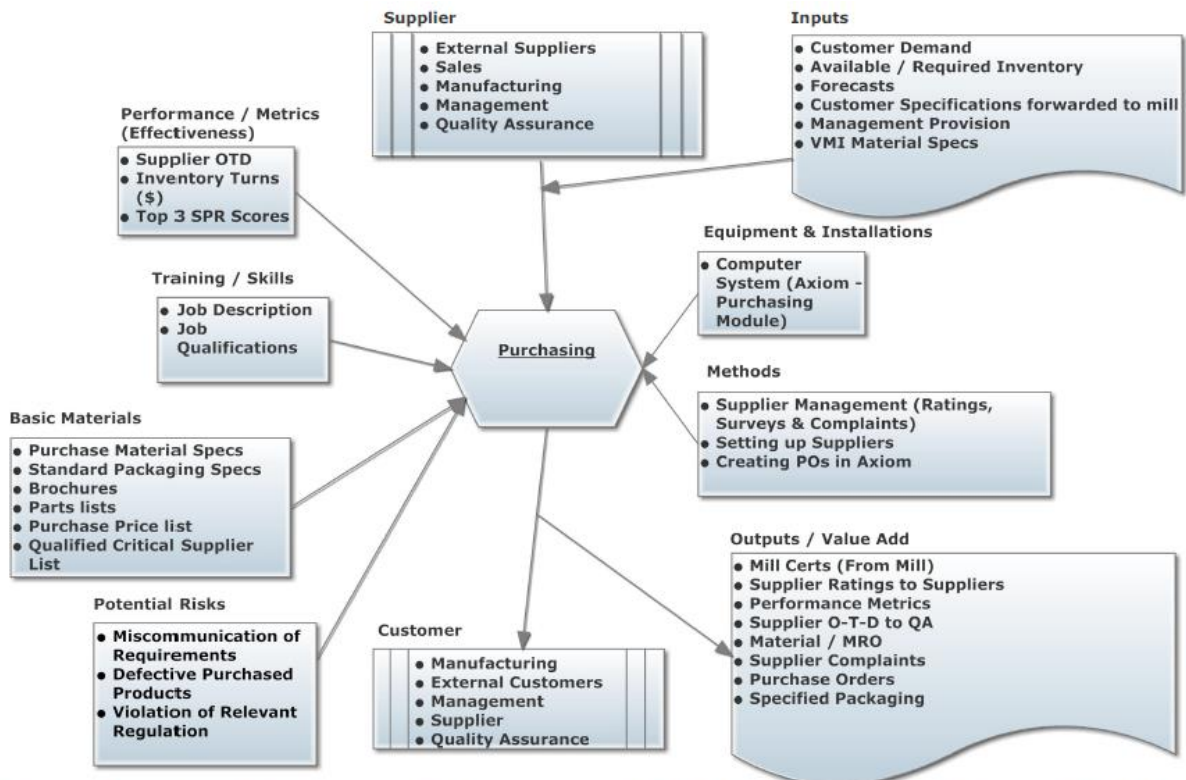 Supplier
● External Suppliers
● Sales
● Manufacturing
● Management
● Quality Assurance
Inputs
● Customer Demand
● Available / Required Inventory
● Forecasts
● Customer Specifications forwarded to mill
● Management Provision
● VMI Material Specs
Performance / Metrics
(Effectiveness)
● Supplier OTD
● Inventory Turns
($)
● Top 3 SPR Scores
Equipment & Installations
● Computer
System (Axiom -
Purchasing
Module)
Training / Skills
● Job Description
● Job
Qualifications
Purchasing
Methods
● Supplier Management (Ratings,
Surveys & Complaints)
● Setting up Suppliers
● Creating POs in Axiom
Basic Materials
● Purchase Material Specs
● Standard Packaging Specs
● Brochures
● Parts lists
● Purchase Price list
● Qualified Critical Supplier
List
Potential Risks
● Miscommunication of
Requirements
● Defective Purchased
Products
● Violation of Relevant
Regulation
Customer
● Manufacturing
● External Customers
● Management
● Supplier
● Quality Assurance
Outputs / Value Add
● Mill Certs (From Mill)
● Supplier Ratings to Suppliers
● Performance Metrics
● Supplier O-T-D to QA
● Material / MRO
● Supplier Complaints
● Purchase Orders
● Specified Packaging